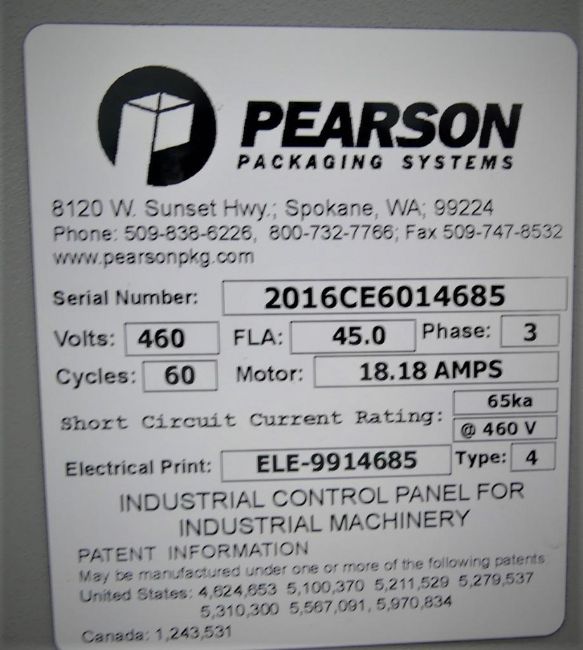 PEARSON
PACKAGING SYSTEMS
8120 W. Sunset Hwy.; Spokane, WA; 99224
Phone: 509-838-6226, 800-732-7766; Fax 509-747-8532
www.pearsonpkg.com
Serial Number: 2016CE6014685
Volts: 460 FLA: 45.0 Phase: 3
Cycles: 60 Motor: 18.18 AMPS
Short Circuit Current Rating: 65ka
@ 460 V
Electrical Print: ELE-9914685 Type: 4
INDUSTRIAL CONTROL PANEL FOR
INDUSTRIAL MACHINERY
PATENT INFORMATION
May be manufactured under one or more of the following patents:
United States: 4,624,653 5,100,370 5,211,529 5,279,537
5,310,300 5,567,091, 5,970,834
Canada: 1,243,531